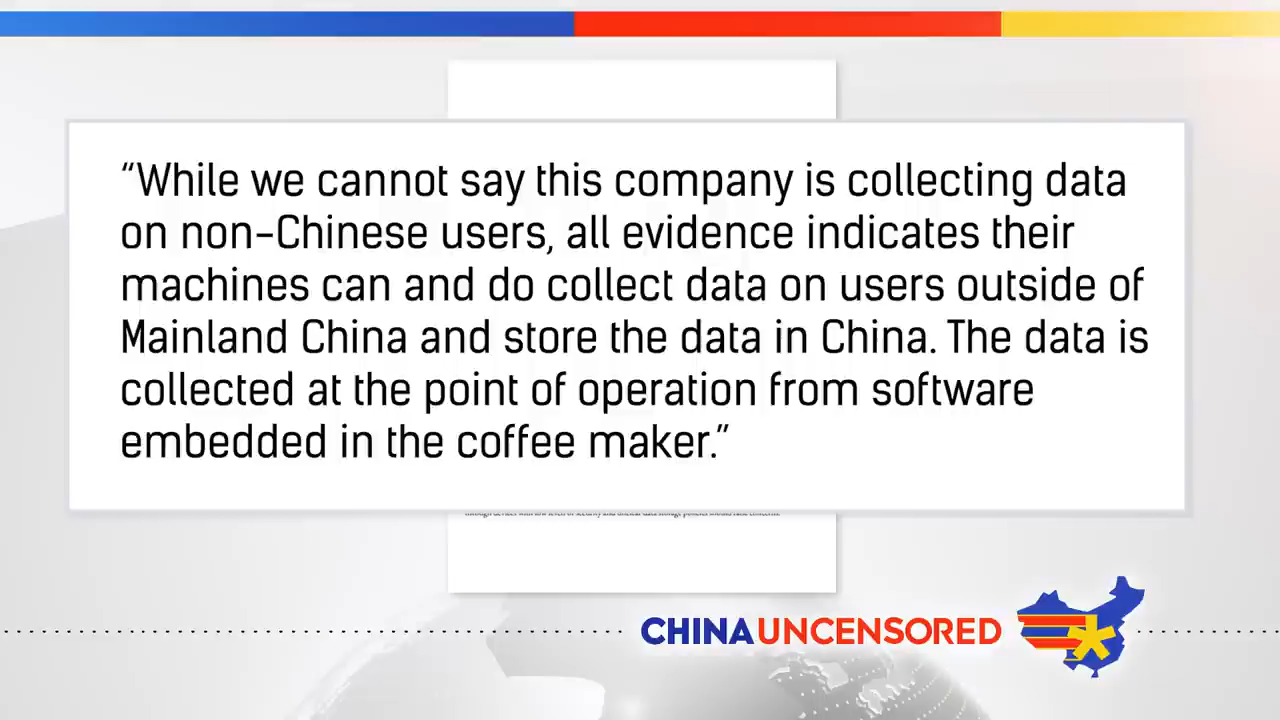 “While we cannot say this company is collecting data
on non-Chinese users, all evidence indicates their
machines can and do collect data on users outside of
Mainland China and store the data in China. The data is
collected at the point of operation from software
embedded in the coffee maker.”
CHINAUNCENSORED